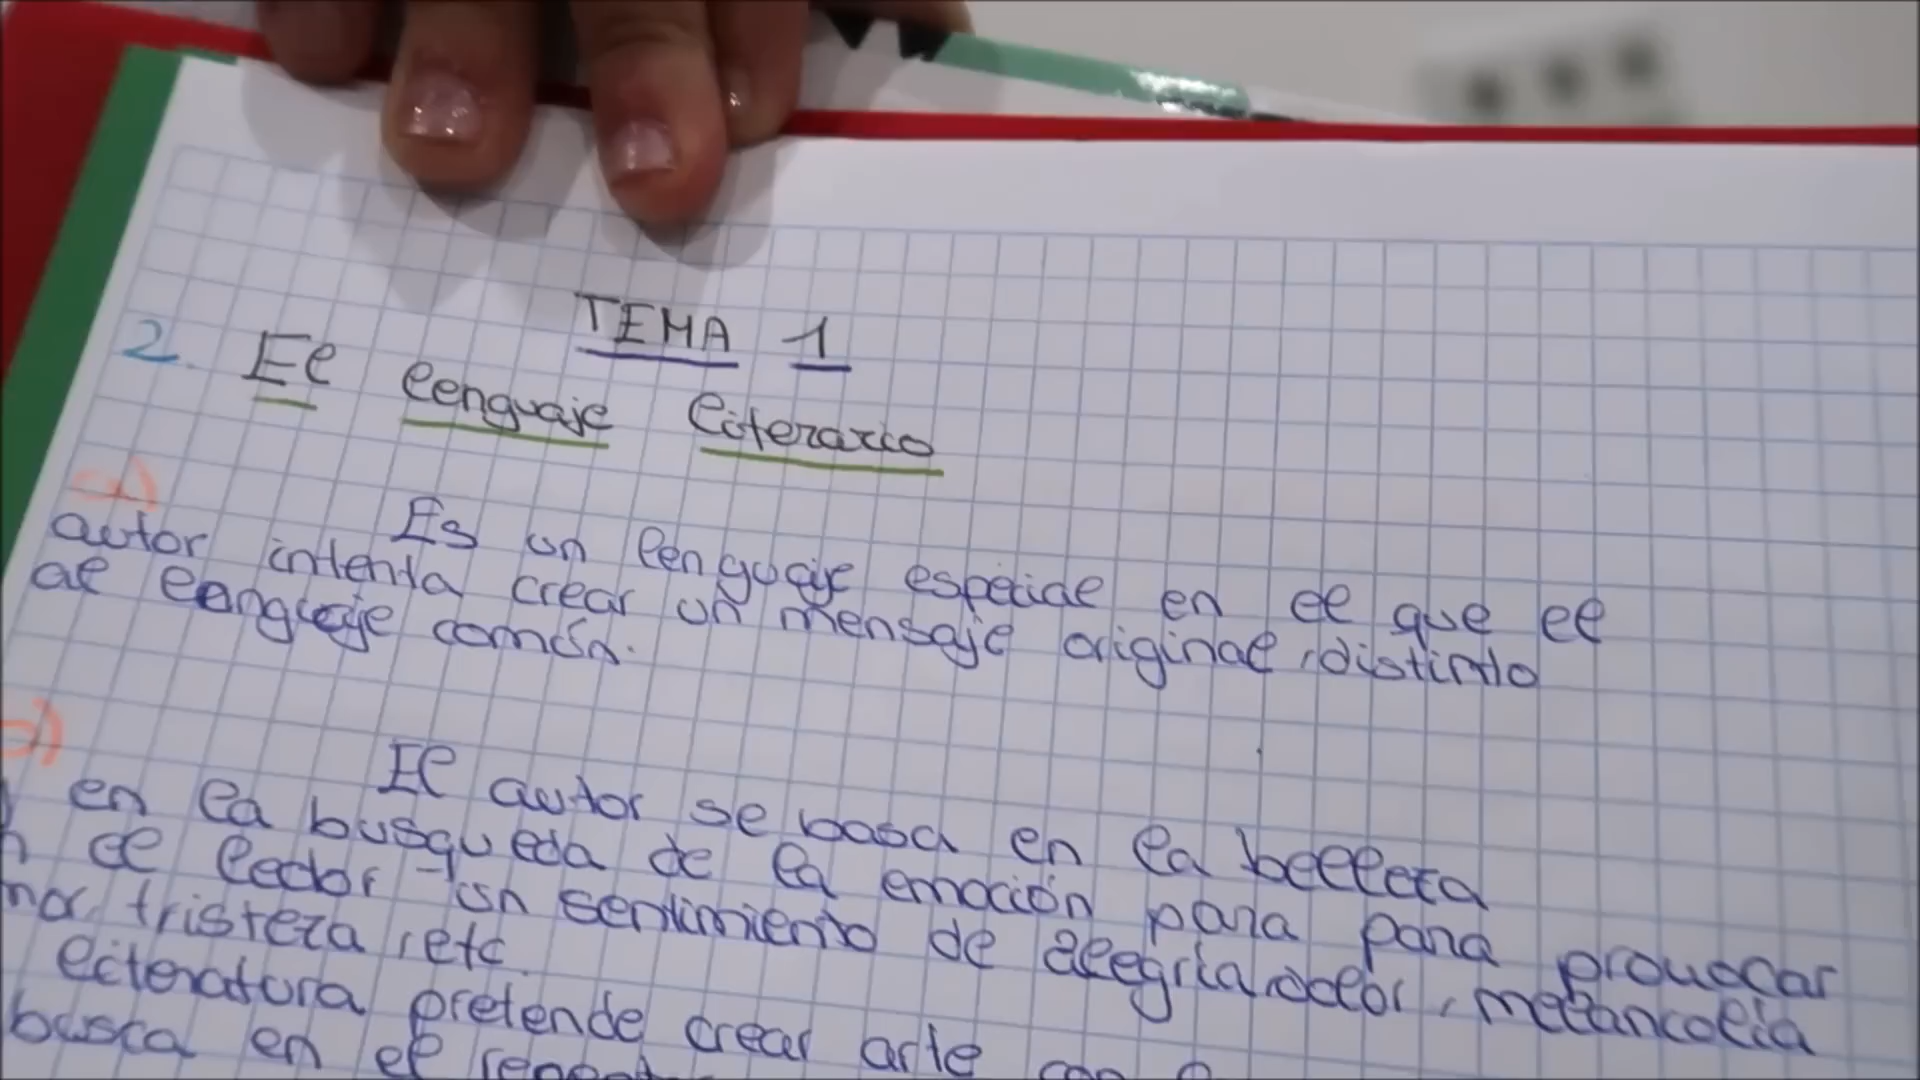 TEMA 1
2. El lenguaje literario
a)
Es un lenguaje especial en el que el
autor intenta crear un mensaje original, distinto
al lenguaje común.
El autor se basa en la belleza
en la busqueda de la emoción para para provocar
el lector un sentimiento de alegría, dolor, melancolia
tristeza, etc.
literatura pretende crear arte con
busca en el